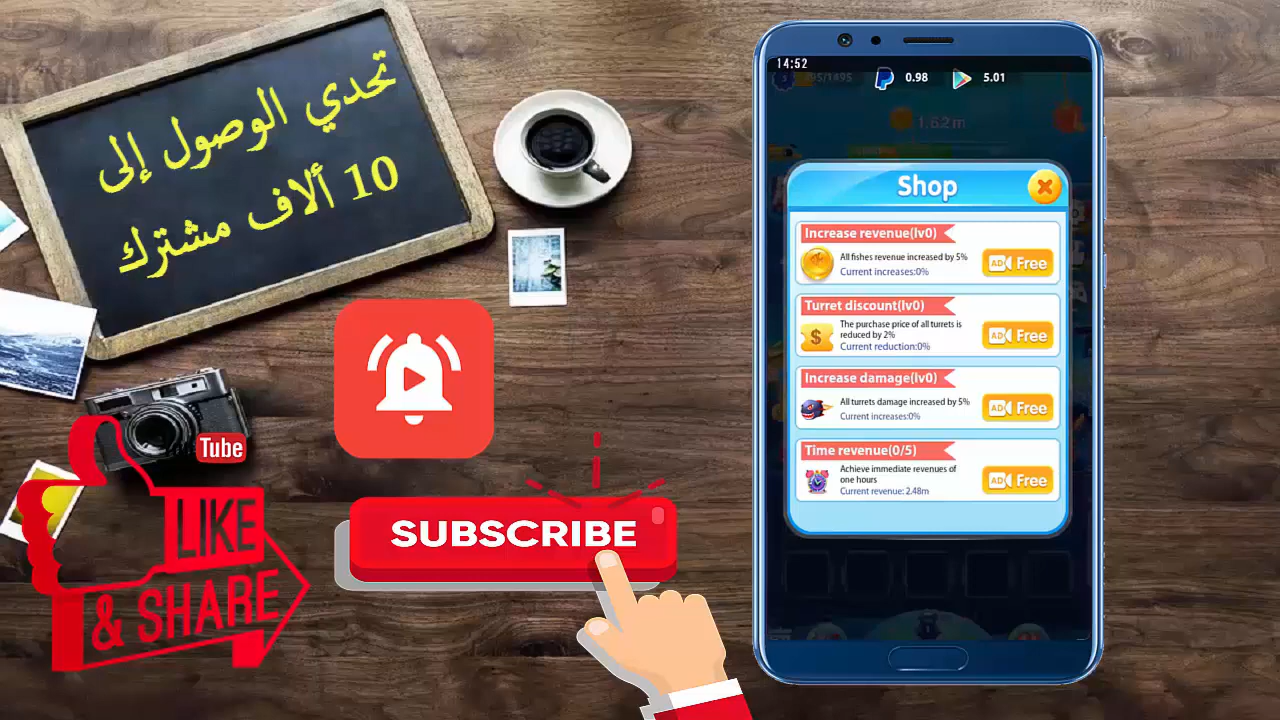 تحدي الوصول إلى
10 ألاف مشترك
Tube
LIKE
& SHARE
SUBSCRIBE
14:52
0.98
5.01
1.62m
Shop
Increase revenue(lv0)
All fishes revenue increased by 5%
Current increases:0%
AD Free
Turret discount(lv0)
The purchase price of all turrets is
reduced by 2%
Current reduction:0%
AD Free
Increase damage(lv0)
All turrets damage increased by 5%
Current increases:0%
AD Free
Time revenue(0/5)
Achieve immediate revenues of
one hours
Current revenue: 2.48m
AD Free